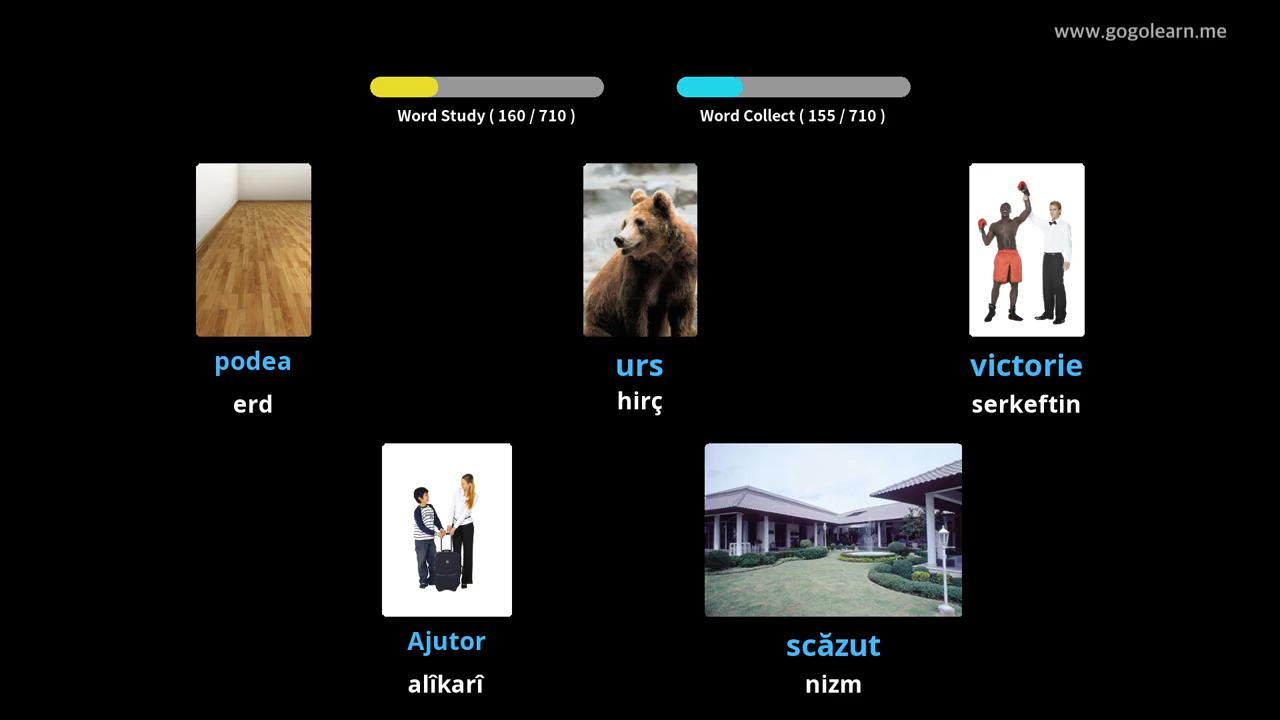 www.gogolearn.me
Word Study ( 160 / 710 )
Word Collect ( 155 / 710 )
podea
erd
urs
hirç
victorie
serkeftin
Ajutor
alîkarî
scăzut
nizm